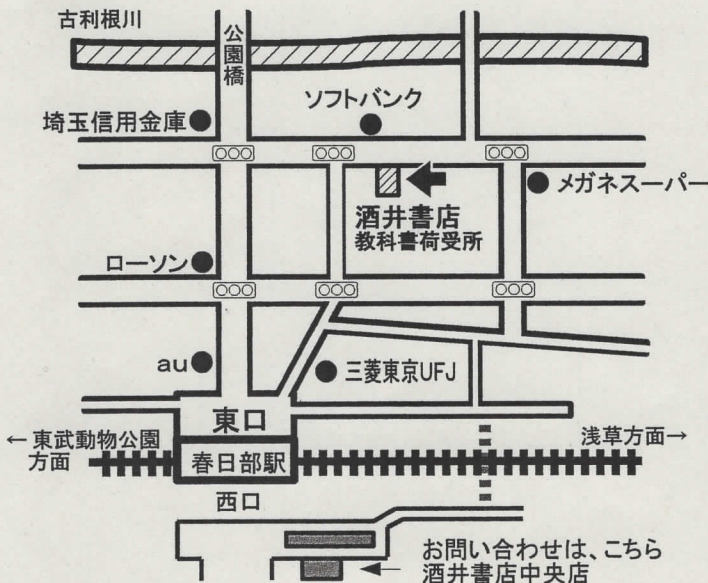 古利根川
公園橋
ソフトバンク
埼玉信用金庫
メガネスーパー
酒井書店
教科書荷受所
ローソン
au
三菱東京UFJ
東口
←東武動物公園
方面
浅草方面→
春日部駅
西口
お問い合わせは、こちら
酒井書店中央店